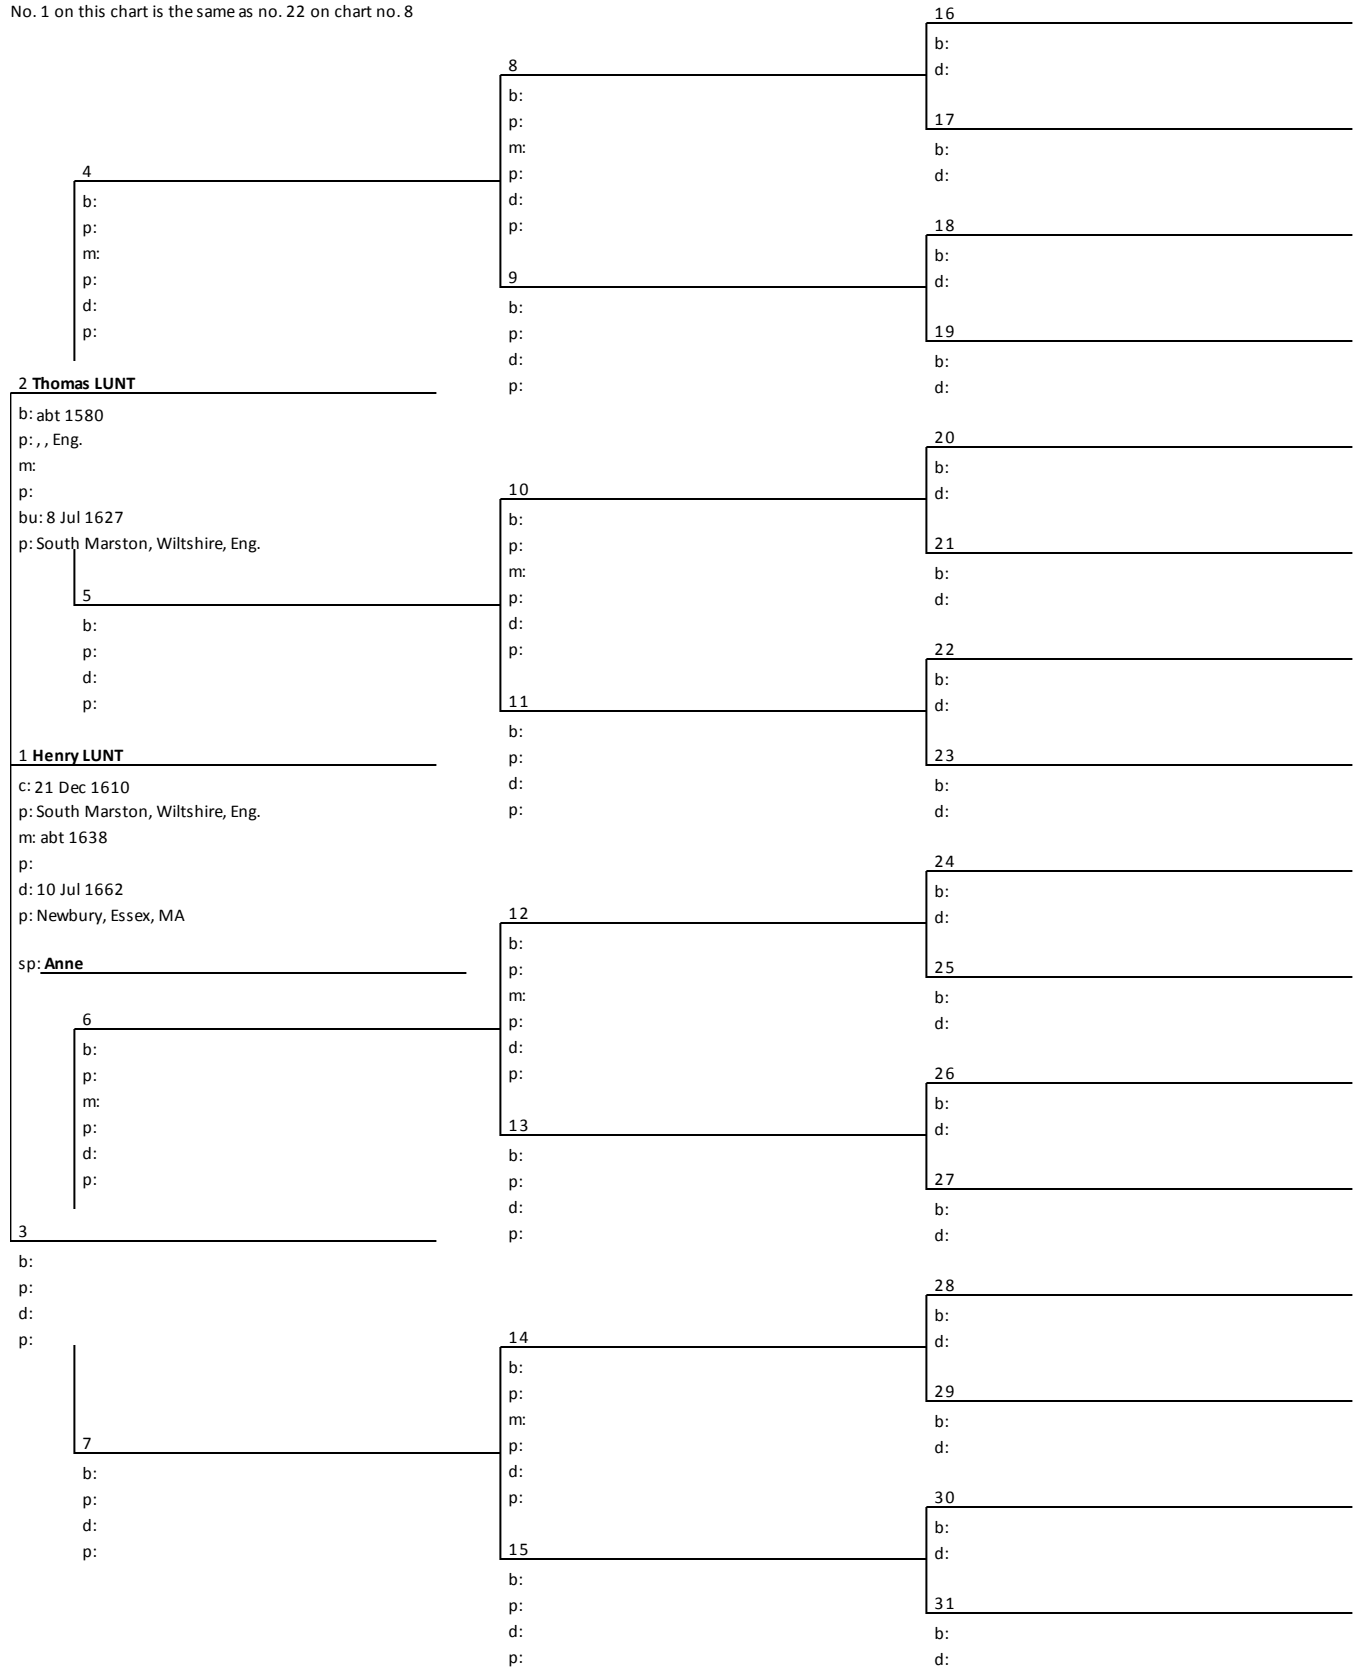 No. 1 on this chart is the same as no. 22 on chart no. 8
4
b:
p:
m:
p:
d:
p:
2 Thomas LUNT
b: abt 1580
p: , , Eng.
m:
p:
bu: 8 Jul 1627
p: South Marston, Wiltshire, Eng.
5
b:
p:
d:
p:
1 Henry LUNT
c: 21 Dec 1610
p: South Marston, Wiltshire, Eng.
m: abt 1638
p:
d: 10 Jul 1662
p: Newbury, Essex, MA
sp: Anne
6
b:
p:
m:
p:
d:
p:
3
b:
p:
d:
p:
7
b:
p:
d:
p:
8
b:
p:
m:
p:
d:
p:
9
b:
p:
d:
p:
10
b:
p:
m:
p:
d:
p:
11
b:
p:
d:
p:
12
b:
p:
m:
p:
d:
p:
13
b:
p:
d:
p:
14
b:
p:
m:
p:
d:
p:
15
b:
p:
d:
p:
16
b:
d:
17
b:
d:
18
b:
d:
19
b:
d:
20
b:
d:
21
b:
d:
22
b:
d:
23
b:
d:
24
b:
d:
25
b:
d:
26
b:
d:
27
b:
d:
28
b:
d:
29
b:
d:
30
b:
d:
31
b:
d: